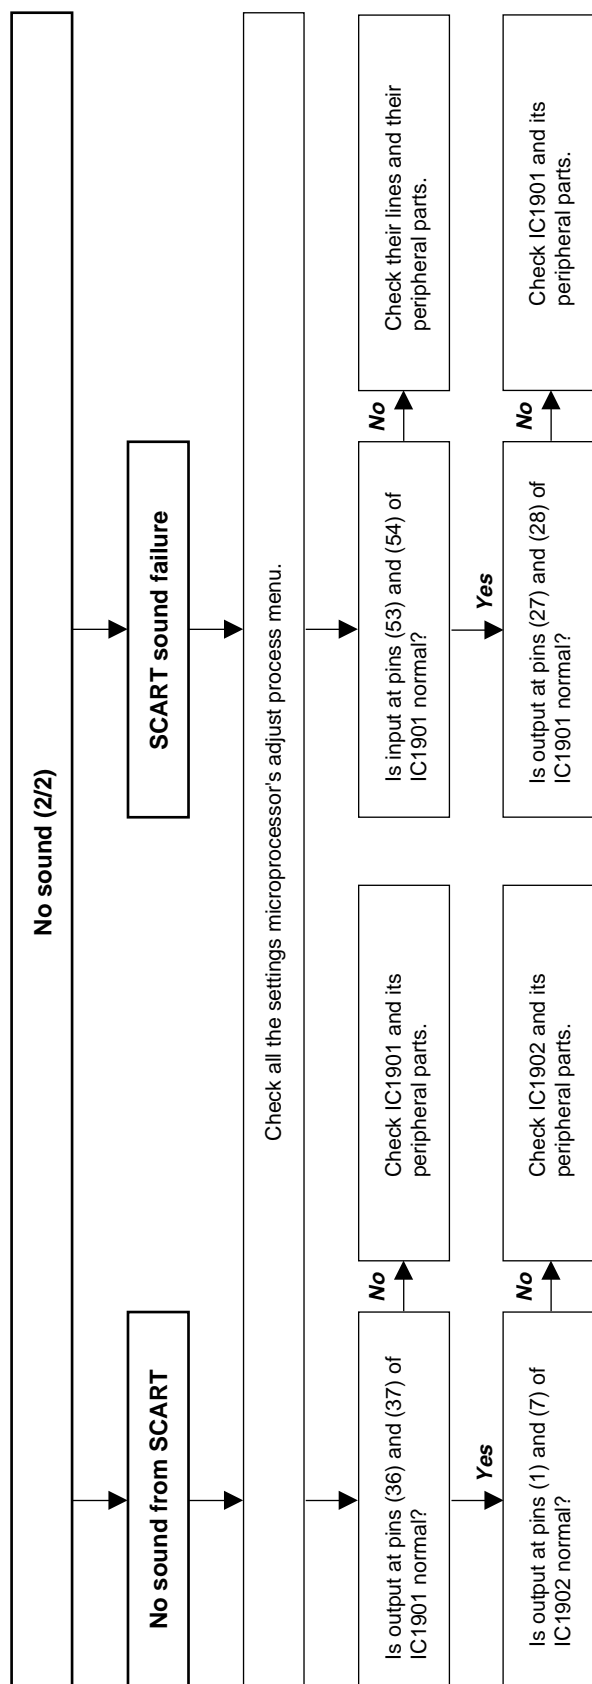 No sound (2/2)
No sound from SCART
SCART sound failure
Check all the settings microprocessor's adjust process menu.
Is output at pins (36) and (37) of
IC1901 normal?
No
Check IC1901 and its
peripheral parts.
Yes
Is output at pins (1) and (7) of
IC1902 normal?
No
Check IC1902 and its
peripheral parts.
Is input at pins (53) and (54) of
IC1901 normal?
No
Check their lines and their
peripheral parts.
Yes
Is output at pins (27) and (28) of
IC1901 normal?
No
Check IC1901 and its
peripheral parts.